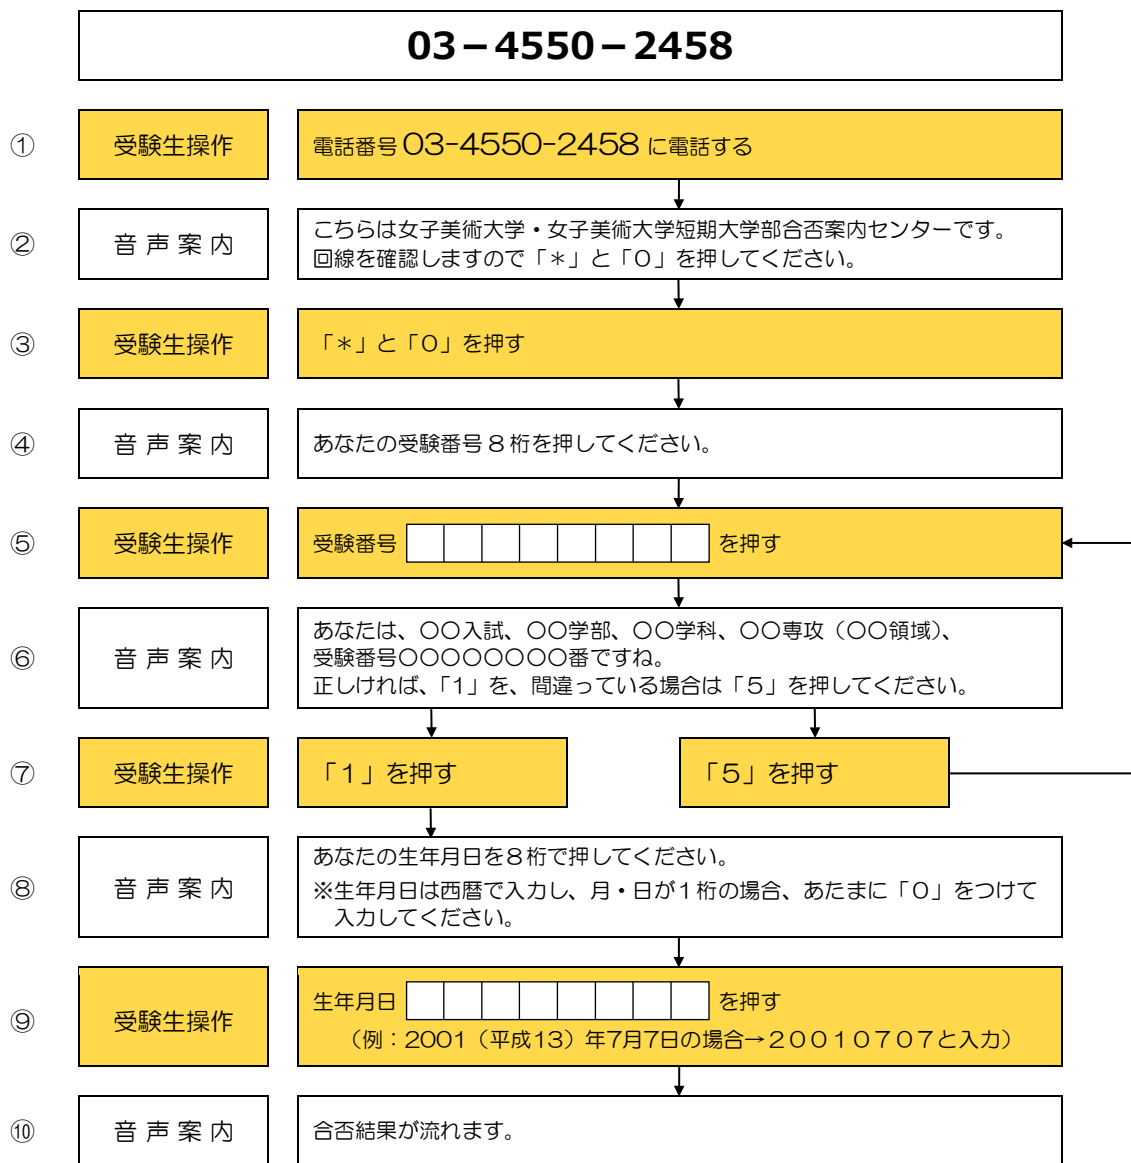 03－4550－2458
① 受験生操作 電話番号 03-4550-2458 に電話する
② 音 声 案 内 こちらは女子美術大学・女子美術大学短期大学部合否案内センターです。
回線を確認しますので「＊」と「０」を押してください。
③ 受験生操作 「＊」と「０」を押す
④ 音 声 案 内 あなたの受験番号８桁を押してください。
⑤ 受験生操作 受験番号 を押す
⑥ 音 声 案 内 あなたは、〇〇入試、〇〇学部、〇〇学科、〇〇専攻（〇〇領域）、
受験番号〇〇〇〇〇〇〇〇番ですね。
正しければ、「１」を、間違っている場合は「５」を押してください。
⑦ 受験生操作 「１」を押す 「５」を押す
⑧ 音 声 案 内 あなたの生年月日を８桁で押してください。
※生年月日は西暦で入力し、月・日が１桁の場合、あたまに「０」をつけて
入力してください。
⑨ 受験生操作 生年月日 を押す
（例：2001（平成13）年7月7日の場合→２００１０７０７と入力）
⑩ 音 声 案 内 合否結果が流れます。